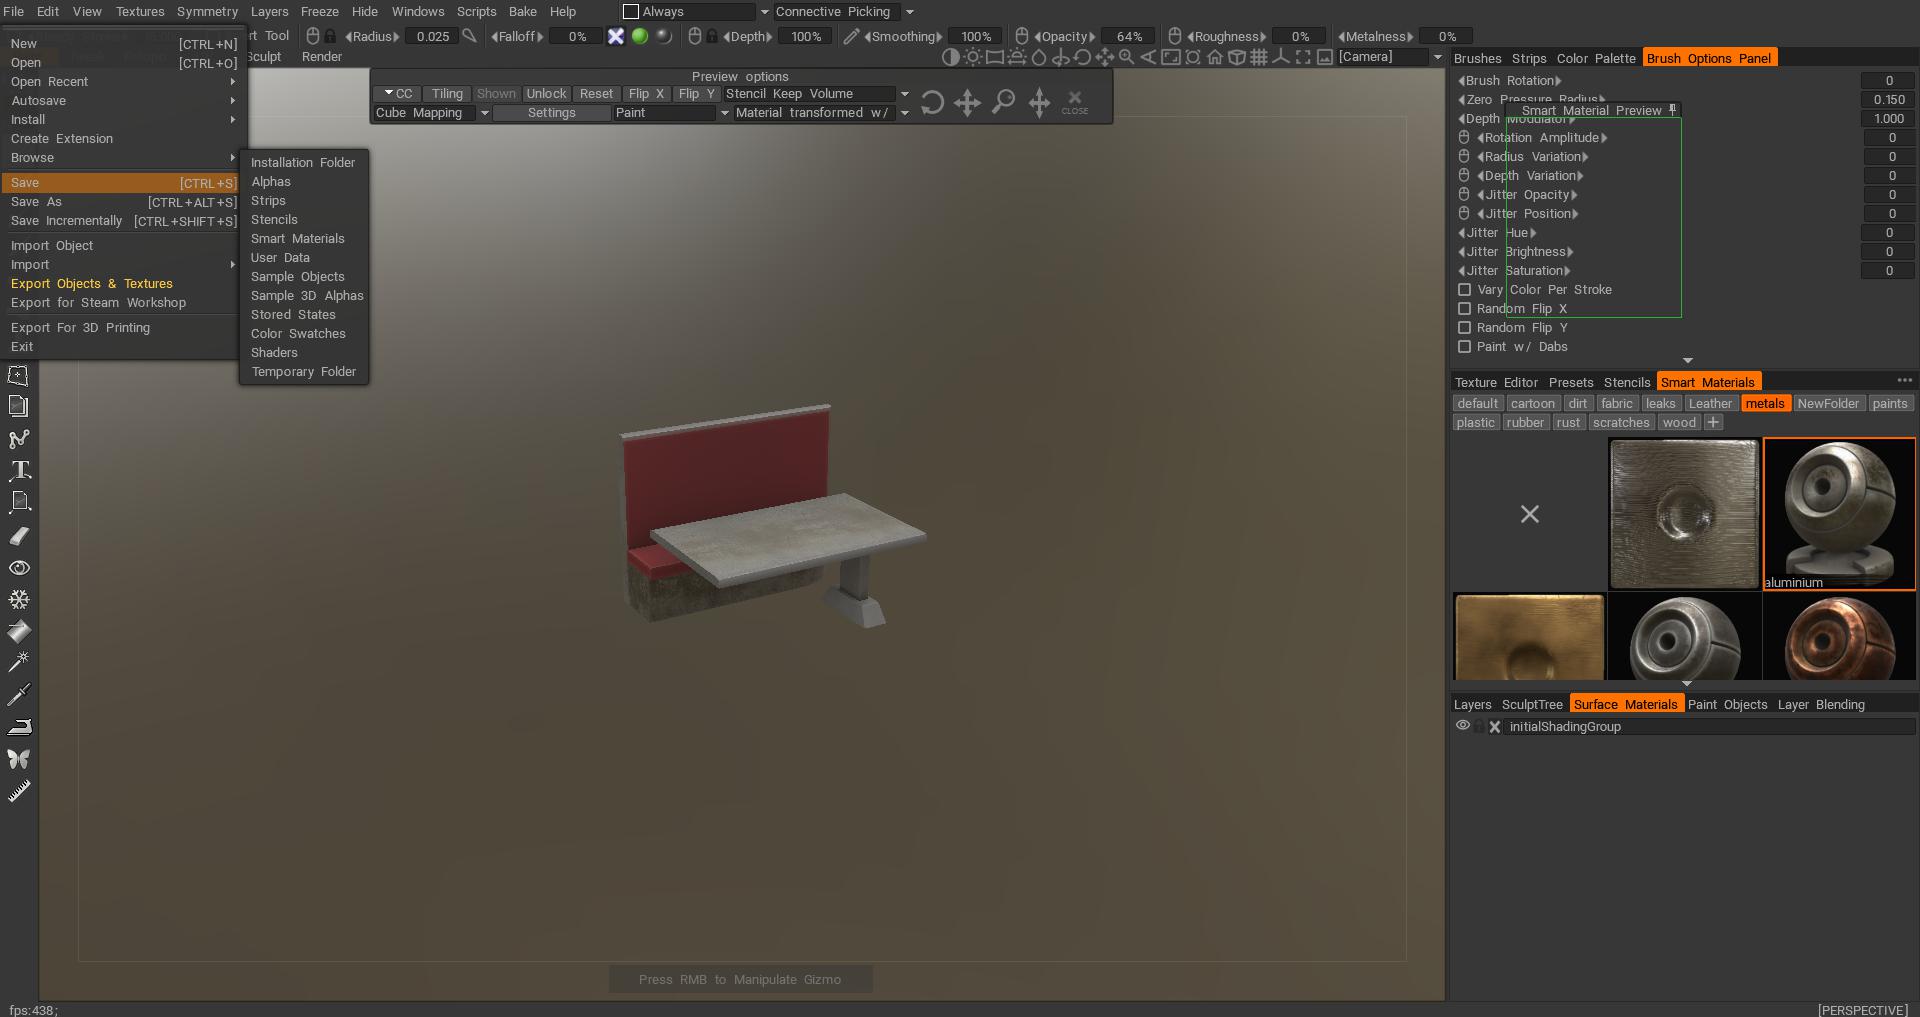 File Edit View Textures Symmetry Layers Freeze Hide Windows Scripts Bake Help Always Connective Picking
rt Tool Radius 0.025 Falloff 0% Depth 100% Smoothing 100% Opacity 64% Roughness 0% Metalness 0%
sculpt Render [Camera]
New [CTRL+N]
Open [CTRL+O]
Open Recent
Autosave
Install
Create Extension
Browse
Save [CTRL+S]
Save As [CTRL+ALT+S]
Save Incrementally [CTRL+SHIFT+S]
Import Object
Import
Export Objects & Textures
Export for Steam Workshop
Export For 3D Printing
Exit
Installation Folder
Alphas
Strips
Stencils
Smart Materials
User Data
Sample Objects
Sample 3D Alphas
Stored States
Color Swatches
Shaders
Temporary Folder
Preview options
CC Tiling Shown Unlock Reset Flip X Flip Y Stencil Keep Volume
Cube Mapping Settings Paint Material transformed w/
CLOSE
Brushes Strips Color Palette Brush Options Panel
Brush Rotation 0
Zero Pressure Radius 0.150
Smart Material Preview
Depth Modulator 1.000
Rotation Amplitude 0
Radius Variation 0
Depth Variation 0
Jitter Opacity 0
Jitter Position 0
Jitter Hue 0
Jitter Brightness 0
Jitter Saturation 0
Vary Color Per Stroke
Random Flip X
Random Flip Y
Paint w/ Dabs
Texture Editor Presets Stencils Smart Materials
default cartoon dirt fabric leaks Leather metals NewFolder paints
plastic rubber rust scratches wood +
aluminium
Layers SculptTree Surface Materials Paint Objects Layer Blending
initialShadingGroup
Press RMB to Manipulate Gizmo
fps:438; [PERSPECTIVE]